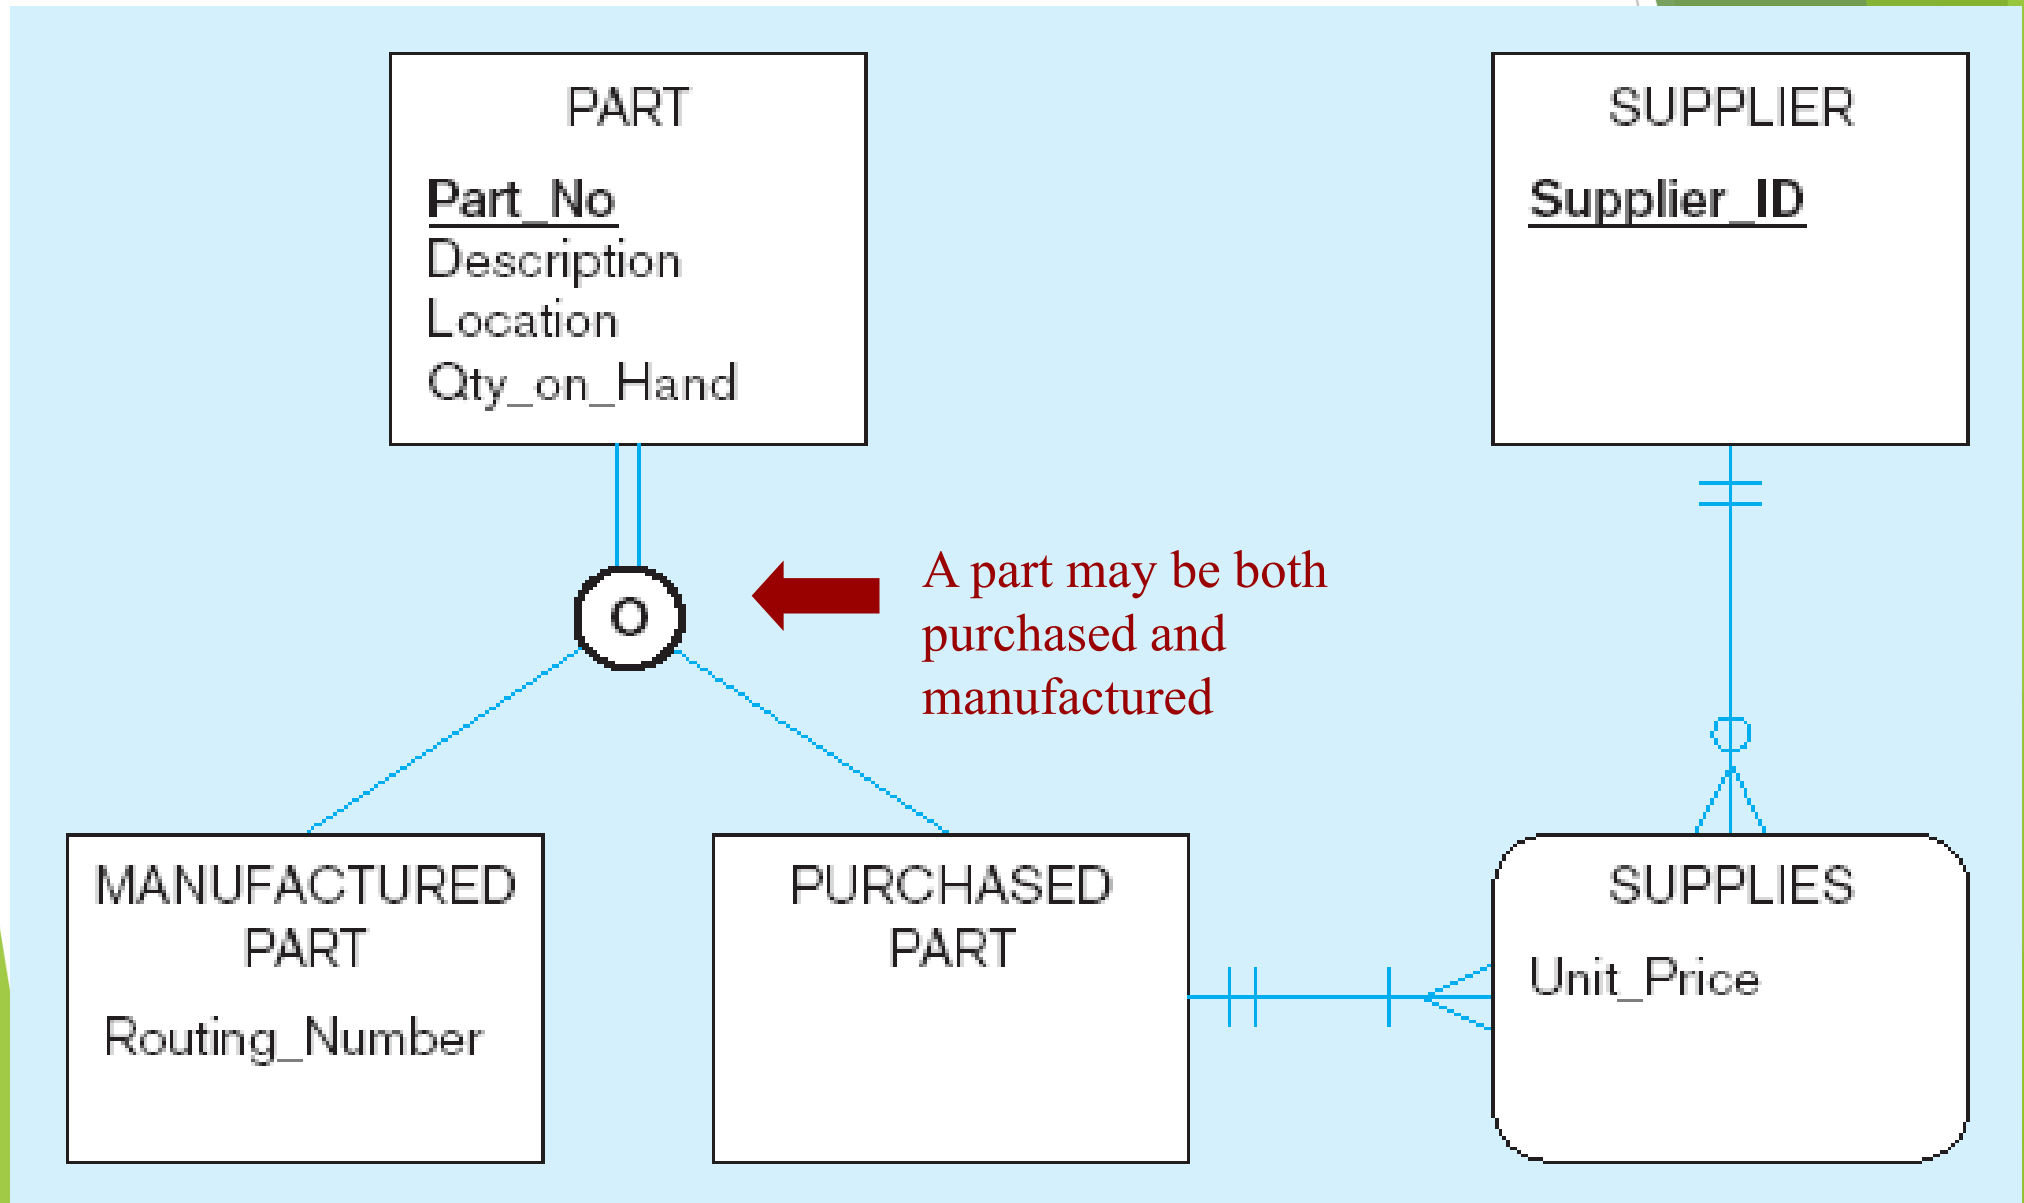 PART
Part_No
Description
Location
Qty_on_Hand
SUPPLIER
Supplier_ID
O
A part may be both
purchased and
manufactured
MANUFACTURED
PART
Routing_Number
PURCHASED
PART
SUPPLIES
Unit_Price